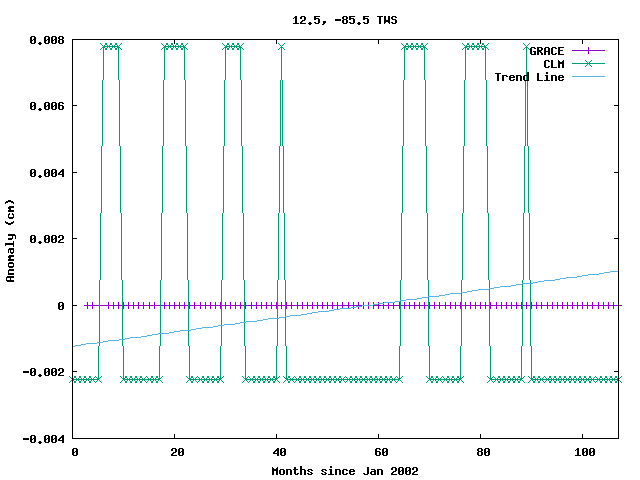 12.5, -85.5 TWS
0.008
GRACE
CLM
Trend Line
0.006
0.004
0.002
0
-0.002
-0.004
Anomaly (cm)
0 20 40 60 80 100
Months since Jan 2002